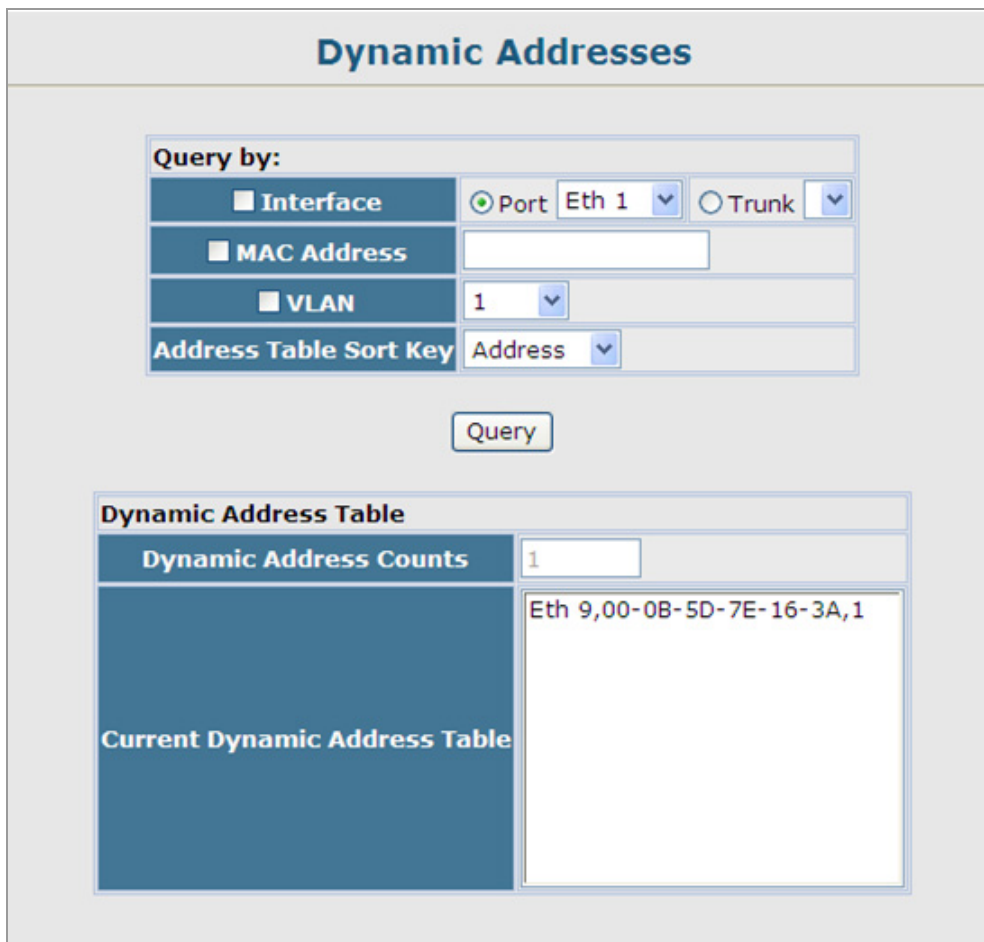 Dynamic Addresses
Query by:
Interface Port Eth 1 Trunk
MAC Address
VLAN 1
Address Table Sort Key Address
Query
Dynamic Address Table
Dynamic Address Counts 1
Eth 9,00-0B-5D-7E-16-3A,1
Current Dynamic Address Table